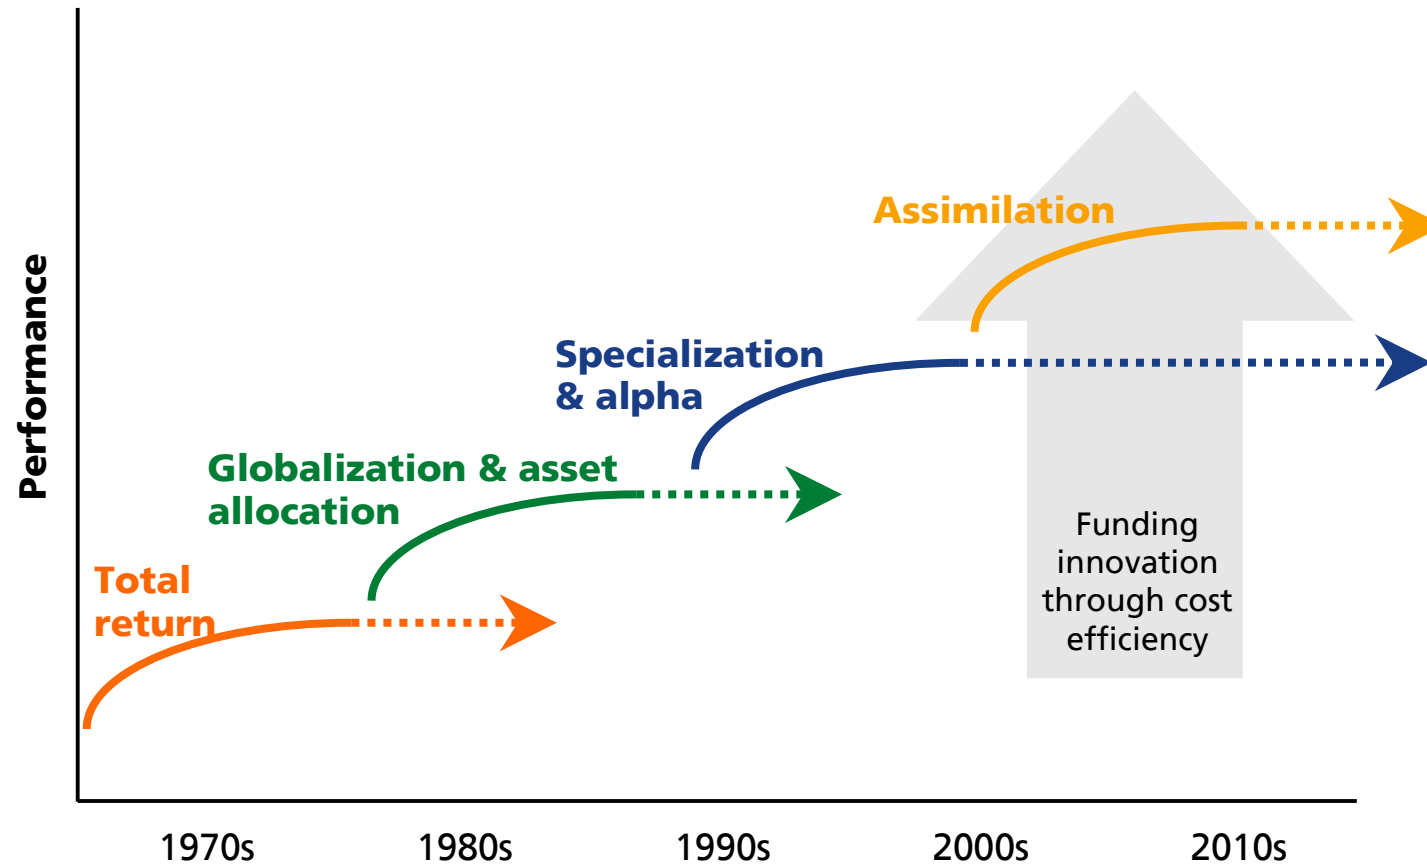 Performance
Assimilation
Specialization
& alpha
Globalization & asset
allocation
Total
return
Funding
innovation
through cost
efficiency
1970s 1980s 1990s 2000s 2010s